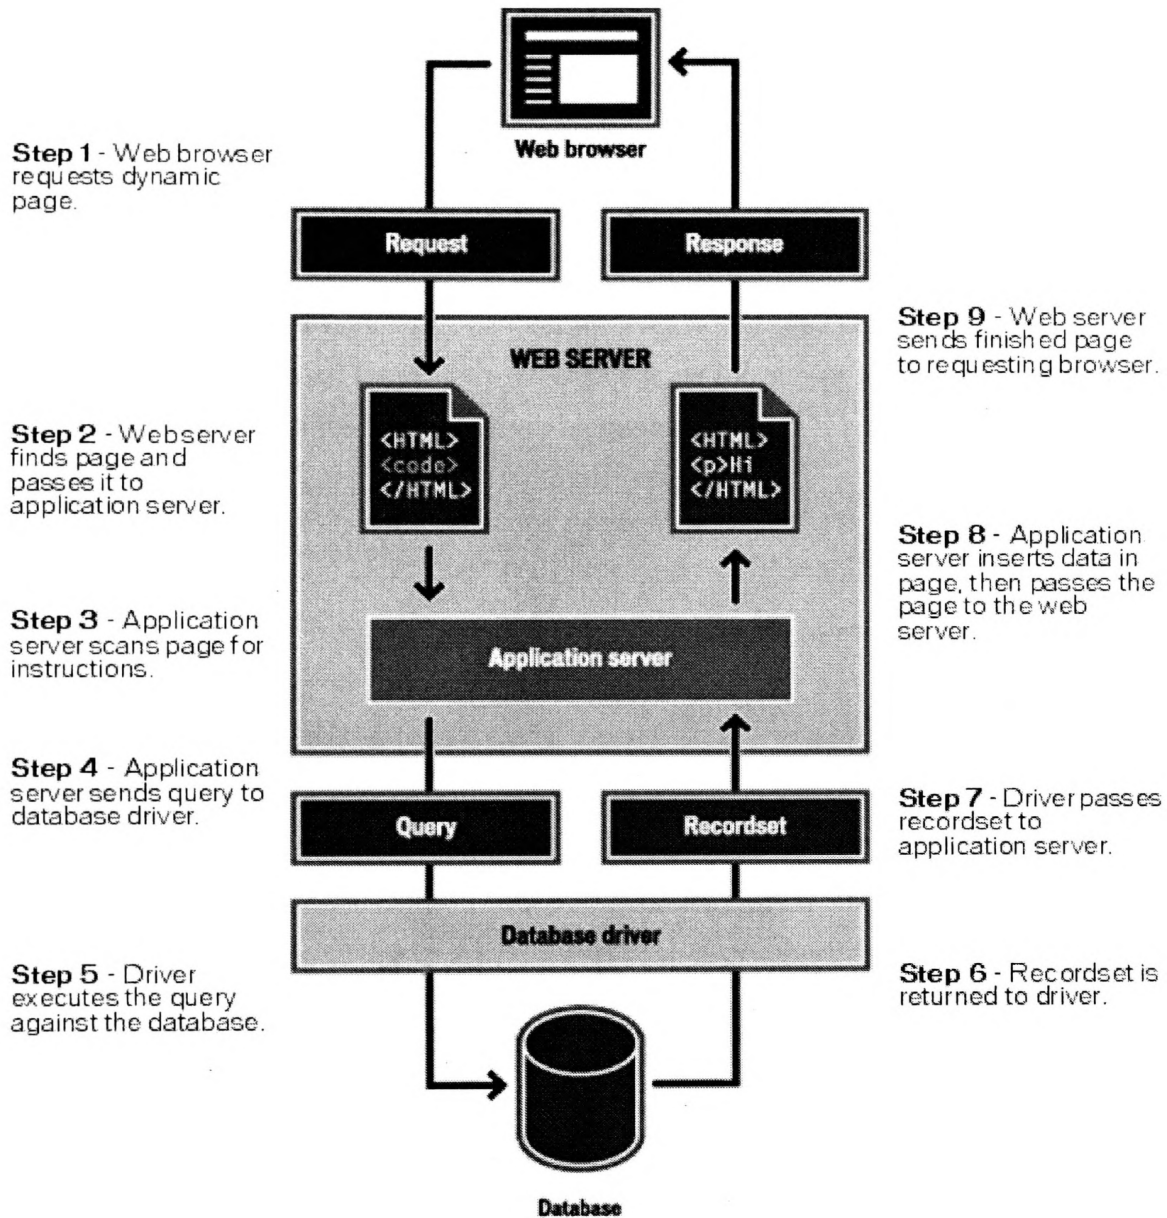 Web browser
Step 1 - Web browser
requests dynamic
page.
Request
Response
Step 9 - Web server
sends finished page
to requesting browser.
WEB SERVER
<HTML>
<code>
</HTML>
<HTML>
<p>Hi
</HTML>
Step 2 - Webserver
finds page and
passes it to
application server.
Step 8 - Application
server inserts data in
page, then passes the
page to the web
server.
Step 3 - Application
server scans page for
instructions.
Application server
Step 4 - Application
server sends query to
database driver.
Query
Recordset
Step 7 - Driver passes
recordset to
application server.
Database driver
Step 5 - Driver
executes the query
against the database.
Step 6 - Recordset is
returned to driver.
Database